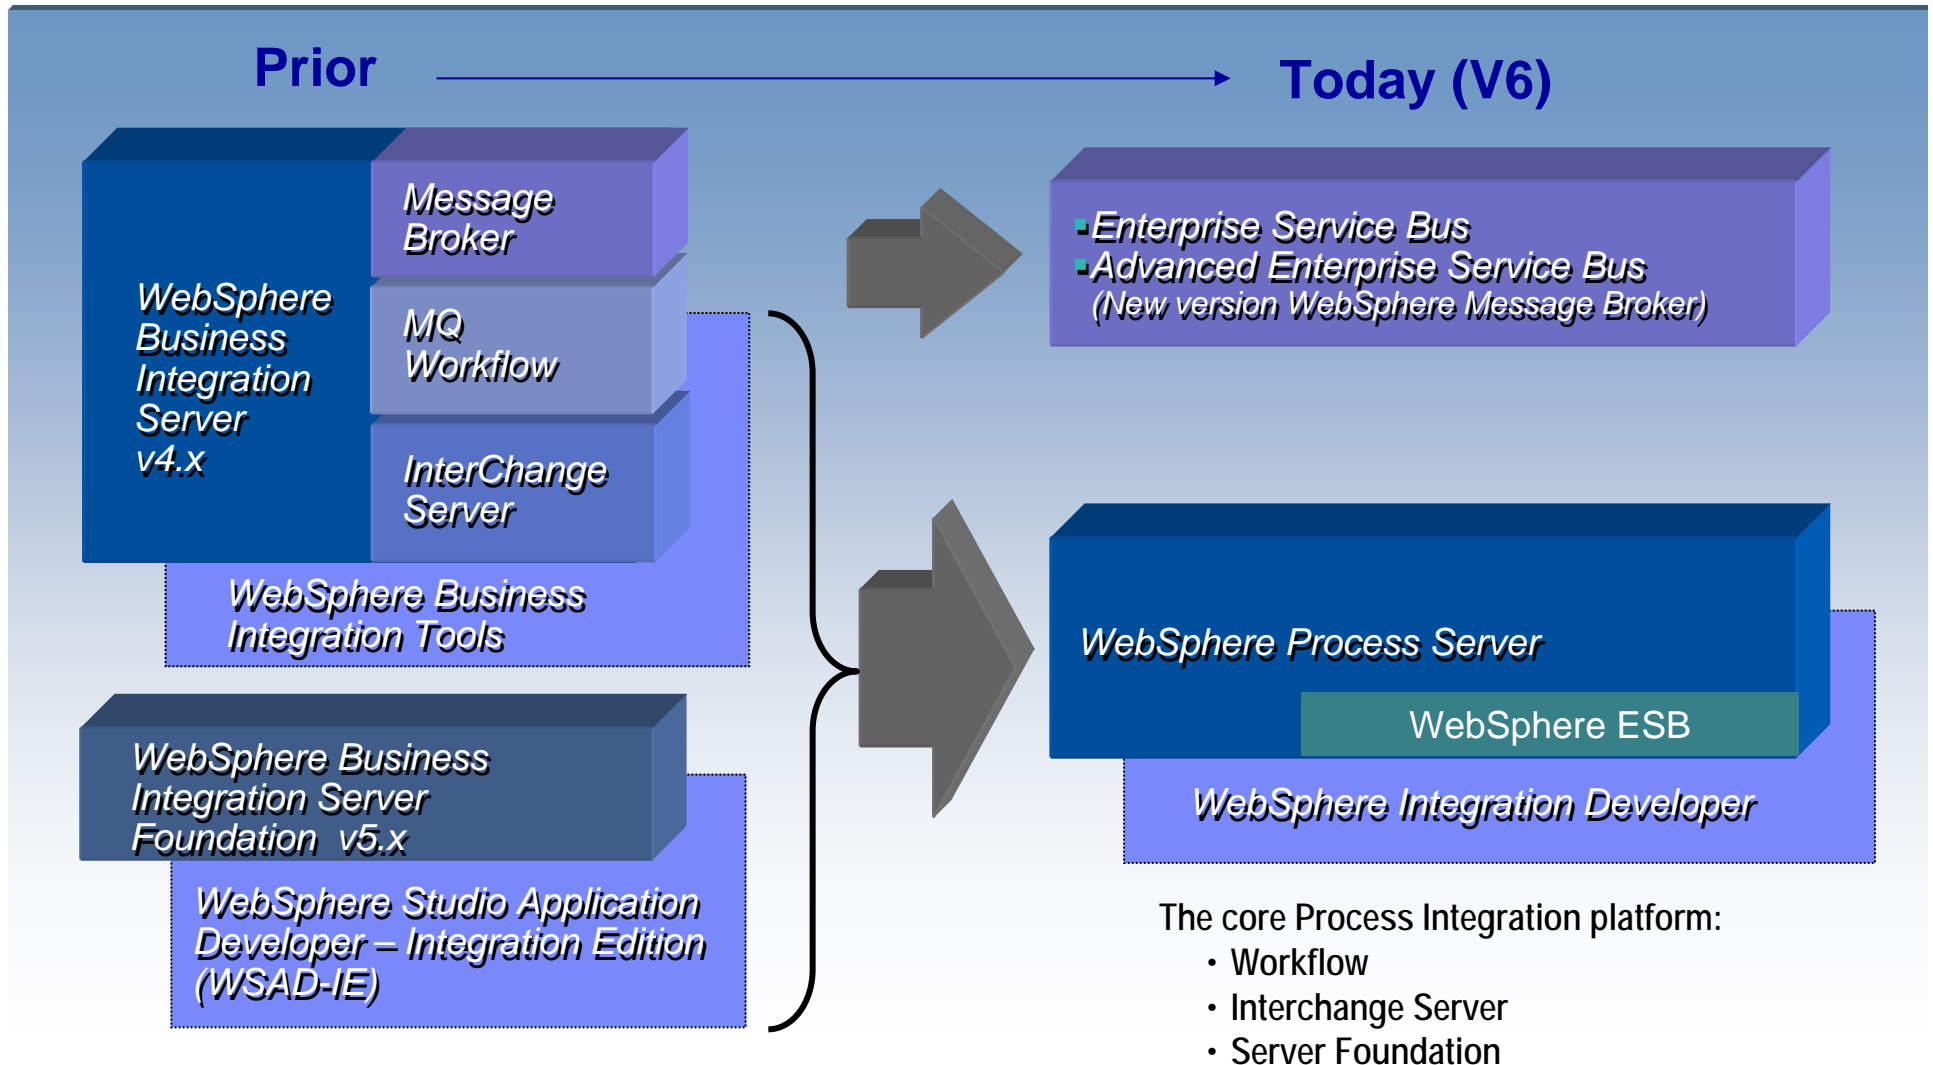 Prior
Today (V6)
WebSphere
Business
Integration
Server
v4.x
Message
Broker
MQ
Workflow
InterChange
Server
WebSphere Business
Integration Tools
WebSphere Business
Integration Server
Foundation v5.x
WebSphere Studio Application
Developer – Integration Edition
(WSAD-IE)
▪Enterprise Service Bus
▪Advanced Enterprise Service Bus
(New version WebSphere Message Broker)
WebSphere Process Server
WebSphere ESB
WebSphere Integration Developer
The core Process Integration platform:
• Workflow
• Interchange Server
• Server Foundation